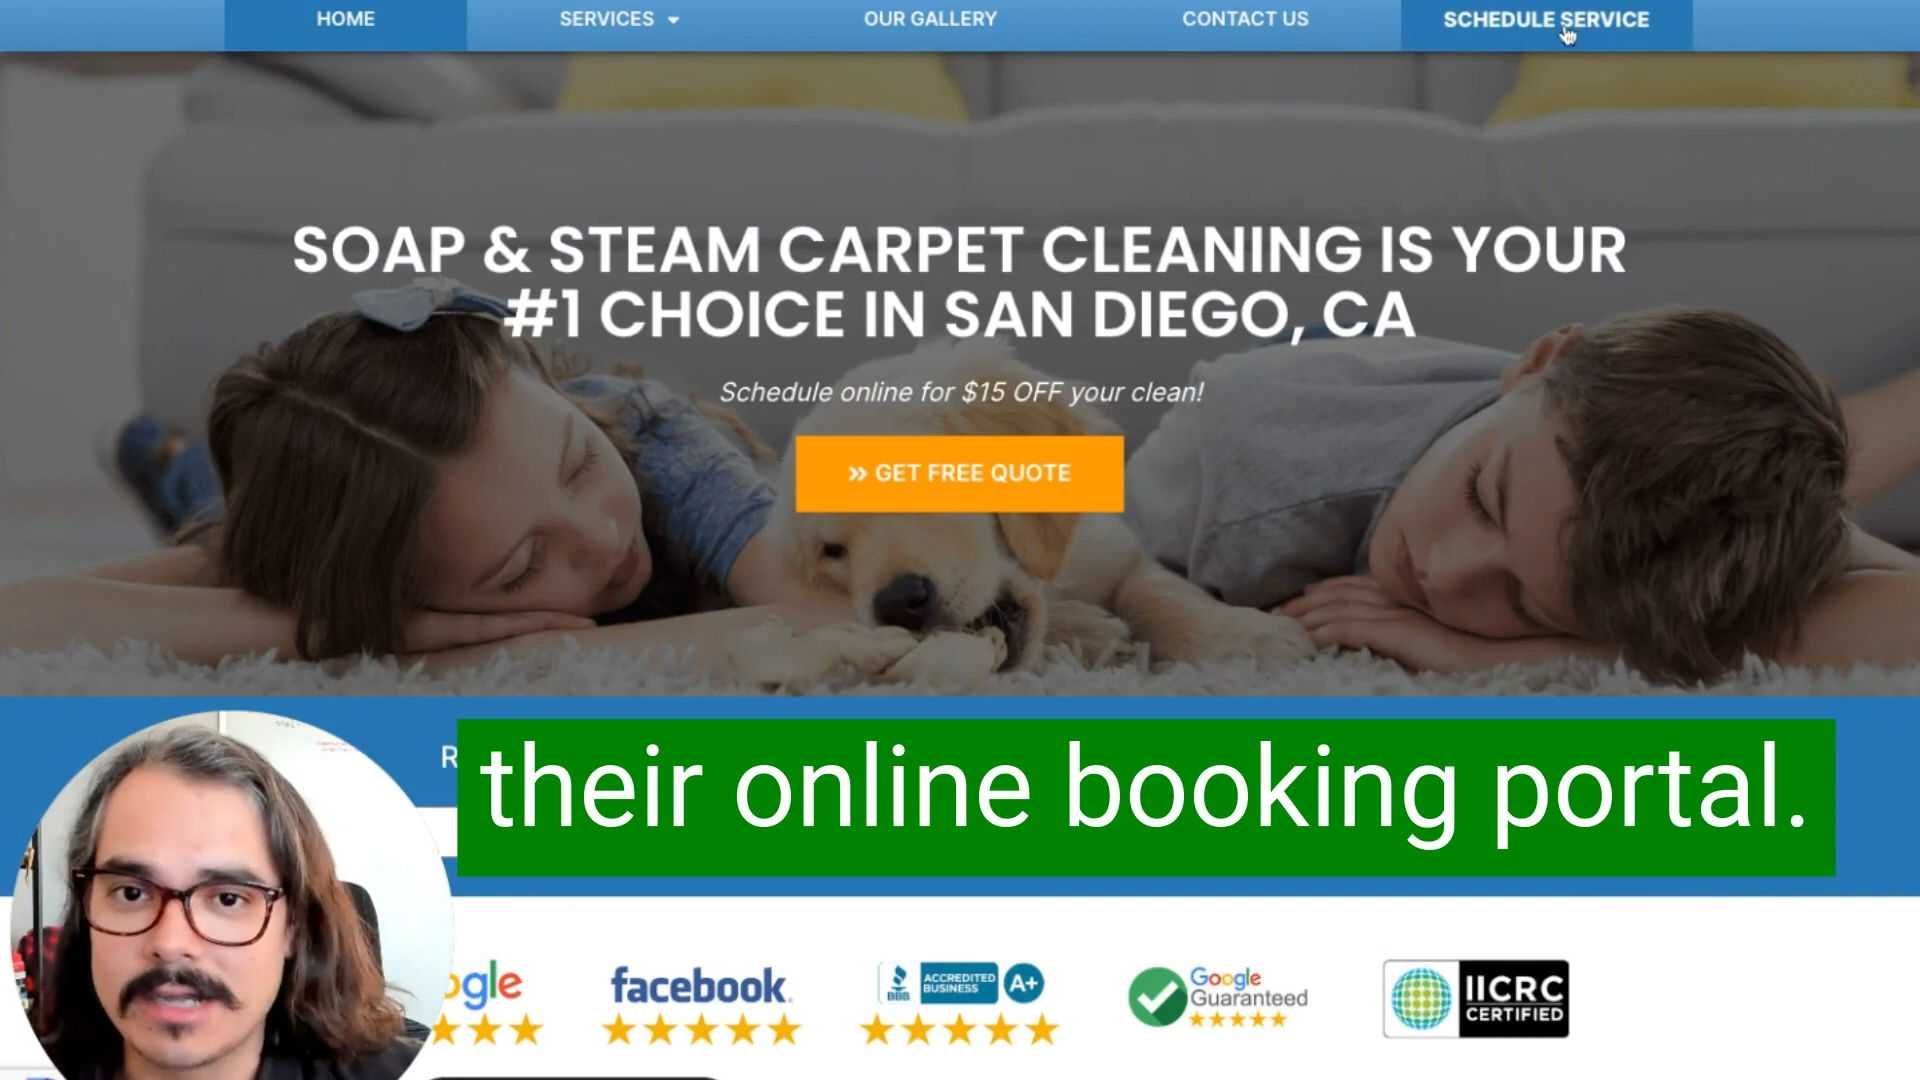 HOME
SERVICES
OUR GALLERY
CONTACT US
SCHEDULE SERVICE
SOAP & STEAM CARPET CLEANING IS YOUR
#1 CHOICE IN SAN DIEGO, CA
Schedule online for $15 OFF your clean!
» GET FREE QUOTE
R
their online booking portal.
ogle
facebook
BBB
ACCREDITED
BUSINESS
A+
Google
Guaranteed
IICRC
CERTIFIED